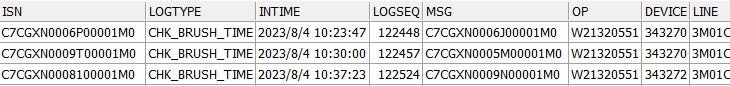 ISN LOGTYPE INTIME LOGSEQ MSG OP DEVICE LINE
C7CGXN0006P00001M0 CHK_BRUSH_TIME 2023/8/4 10:23:47 122448 C7CGXN0006J00001M0 W21320551 343270 3M01C
C7CGXN0009T00001M0 CHK_BRUSH_TIME 2023/8/4 10:30:00 122457 C7CGXN0005M00001M0 W21320551 343270 3M01C
C7CGXN0008100001M0 CHK_BRUSH_TIME 2023/8/4 10:37:23 122524 C7CGXN0009N00001M0 W21320551 343272 3M01C